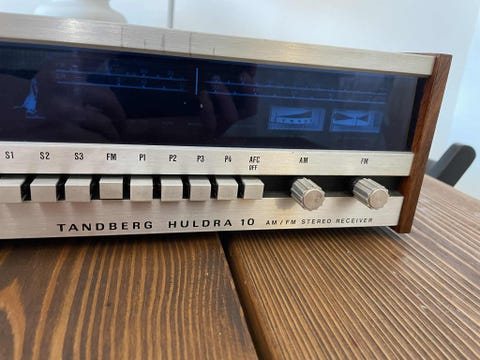 S1 S2 S3 FM P1 P2 P3 P4 AFC OFF AM FM
TANDBERG HULDRA 10 AM/FM STEREO RECEIVER